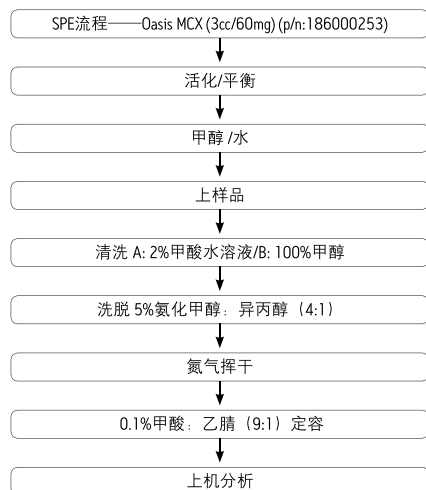 SPE流程——Oasis MCX (3cc/60mg) (p/n:186000253)
活化/平衡
甲醇 /水
上样品
清洗 A: 2%甲酸水溶液/B: 100%甲醇
洗脱 5%氨化甲醇：异丙醇（4:1）
氮气挥干
0.1%甲酸：乙腈（9:1）定容
上机分析